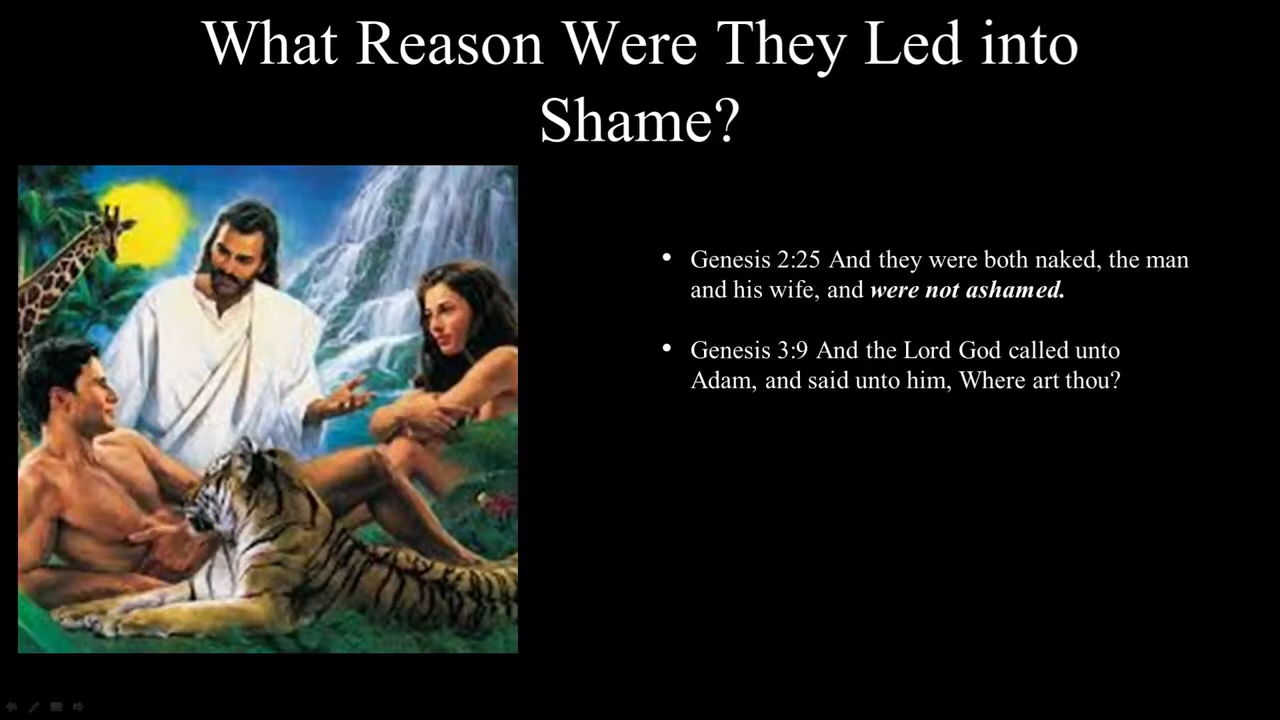 What Reason Were They Led into
Shame?
• Genesis 2:25 And they were both naked, the man
and his wife, and were not ashamed.
• Genesis 3:9 And the Lord God called unto
Adam, and said unto him, Where art thou?